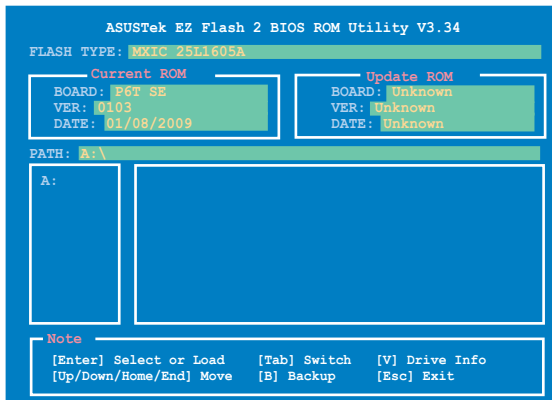 ASUSTek EZ Flash 2 BIOS ROM Utility V3.34
FLASH TYPE: MXIC 25L1605A
Current ROM
BOARD: P6T SE
VER: 0103
DATE: 01/08/2009
Update ROM
BOARD: Unknown
VER: Unknown
DATE: Unknown
PATH: A:\
A:
Note
[Enter] Select or Load [Tab] Switch [V] Drive Info
[Up/Down/Home/End] Move [B] Backup [Esc] Exit